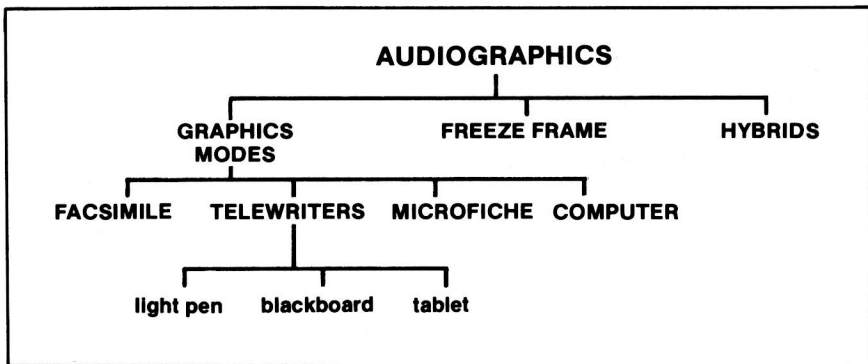 AUDIOGRAPHICS
GRAPHICS MODES
FREEZE FRAME
HYBRIDS
FACSIMILE
TELEWRITERS
MICROFICHE
COMPUTER
light pen
blackboard
tablet